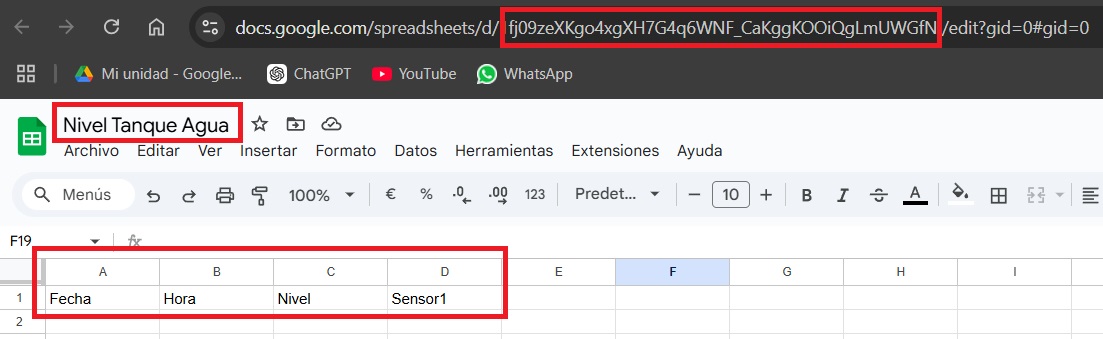 docs.google.com/spreadsheets/d/1fj09zeXKgo4xgXH7G4q6WNF_CaKggKOOiQgLmUWGfN/edit?gid=0#gid=0
Mi unidad - Google... ChatGPT YouTube WhatsApp
Nivel Tanque Agua
Archivo Editar Ver Insertar Formato Datos Herramientas Extensiones Ayuda
Menús 100% € % .0 .00 123 Predet... 10 B I S A
F19 fx
A B C D E F G H I
1 Fecha Hora Nivel Sensor1
2